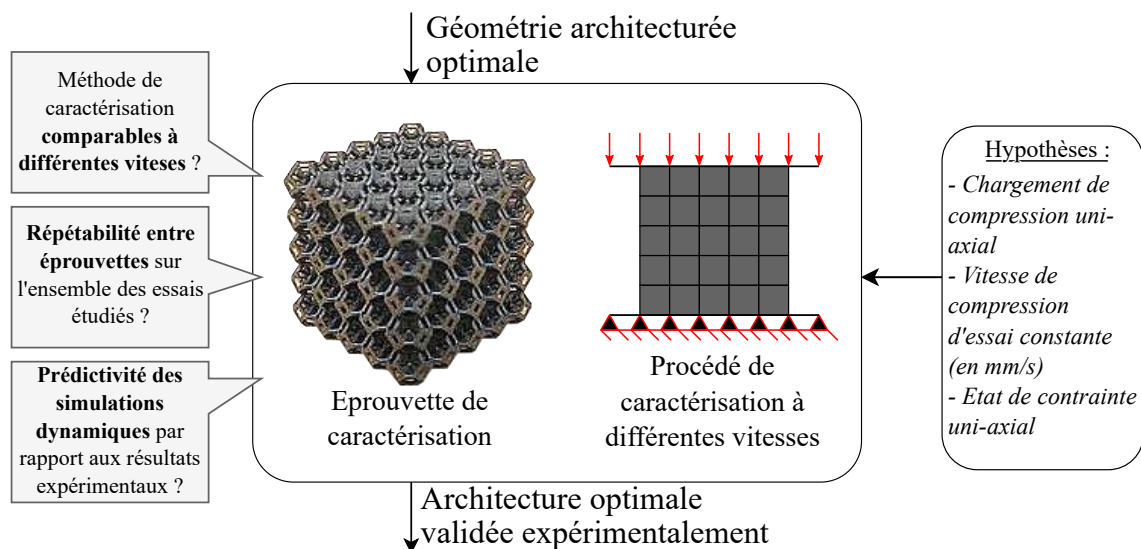 Géométrie architecturée
optimale
Méthode de
caractérisation
comparables à
différentes viteses ?
Répétabilité entre
éprouvettes sur
l'ensemble des essais
étudiés ?
Prédictivité des
simulations
dynamiques par
rapport aux résultats
expérimentaux ?
Eprouvette de
caractérisation
Procédé de
caractérisation à
différentes vitesses
Hypothèses :
- Chargement de
compression uni-
axial
- Vitesse de
compression
d'essai constante
(en mm/s)
- Etat de contrainte
uni-axial
Architecture optimale
validée expérimentalement